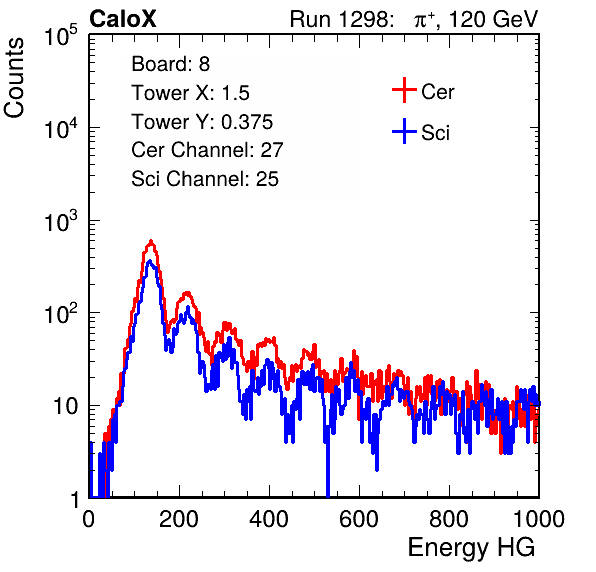 CaloX Run 1298: π⁺, 120 GeV
Counts
10⁵
10⁴
10³
10²
10
1
Board: 8
Tower X: 1.5
Tower Y: 0.375
Cer Channel: 27
Sci Channel: 25
Cer
Sci
0 200 400 600 800 1000
Energy HG